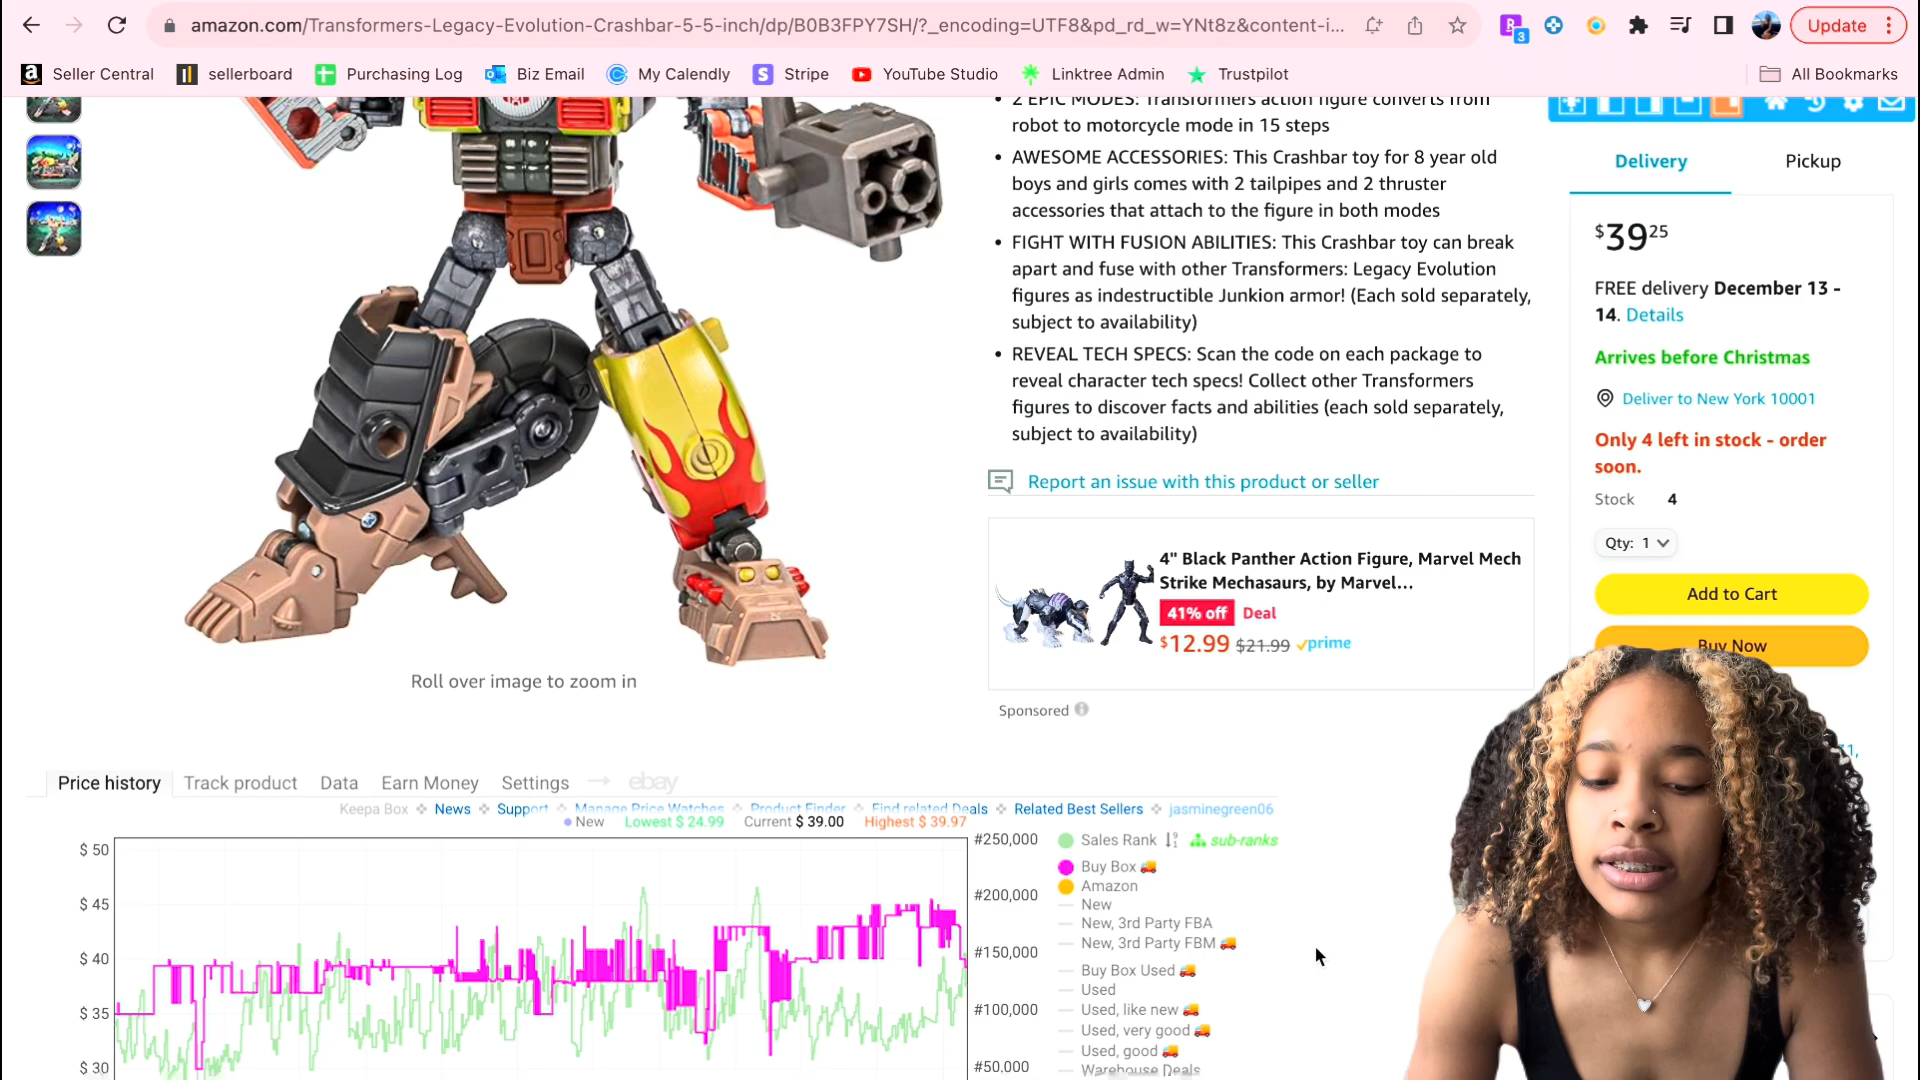 amazon.com/Transformers-Legacy-Evolution-Crashbar-5-5-inch/dp/B0B3FPY7SH/?_encoding=UTF8&pd_rd_w=YNt8z&content-i...
3
Update
Seller Central
sellerboard
Purchasing Log
Biz Email
My Calendly
Stripe
YouTube Studio
Linktree Admin
Trustpilot
All Bookmarks
• 2 EPIC MODES: Transformers action figure converts from
robot to motorcycle mode in 15 steps
• AWESOME ACCESSORIES: This Crashbar toy for 8 year old
boys and girls comes with 2 tailpipes and 2 thruster
accessories that attach to the figure in both modes
• FIGHT WITH FUSION ABILITIES: This Crashbar toy can break
apart and fuse with other Transformers: Legacy Evolution
figures as indestructible Junkion armor! (Each sold separately,
subject to availability)
• REVEAL TECH SPECS: Scan the code on each package to
reveal character tech specs! Collect other Transformers
figures to discover facts and abilities (each sold separately,
subject to availability)
Report an issue with this product or seller
4" Black Panther Action Figure, Marvel Mech
Strike Mechasaurs, by Marvel...
41% off Deal
$12.99 $21.99 prime
Sponsored
Delivery
Pickup
$39 25
FREE delivery December 13 -
14. Details
Arrives before Christmas
Deliver to New York 10001
Only 4 left in stock - order
soon.
Stock 4
Qty: 1
Add to Cart
Buy Now
Roll over image to zoom in
Price history
Track product
Data
Earn Money
Settings
→
ebay
Keepa Box
News
Support
Manage Price Watches
Product Finder
Find related Deals
Related Best Sellers
jasminegreen06
New
Lowest $ 24.99
Current $ 39.00
Highest $ 39.97
$ 50
$ 45
$ 40
$ 35
$ 30
#250,000
#200,000
#150,000
#100,000
#50,000
Sales Rank
sub-ranks
Buy Box
Amazon
New
New, 3rd Party FBA
New, 3rd Party FBM
Buy Box Used
Used
Used, like new
Used, very good
Used, good
Warehouse Deals